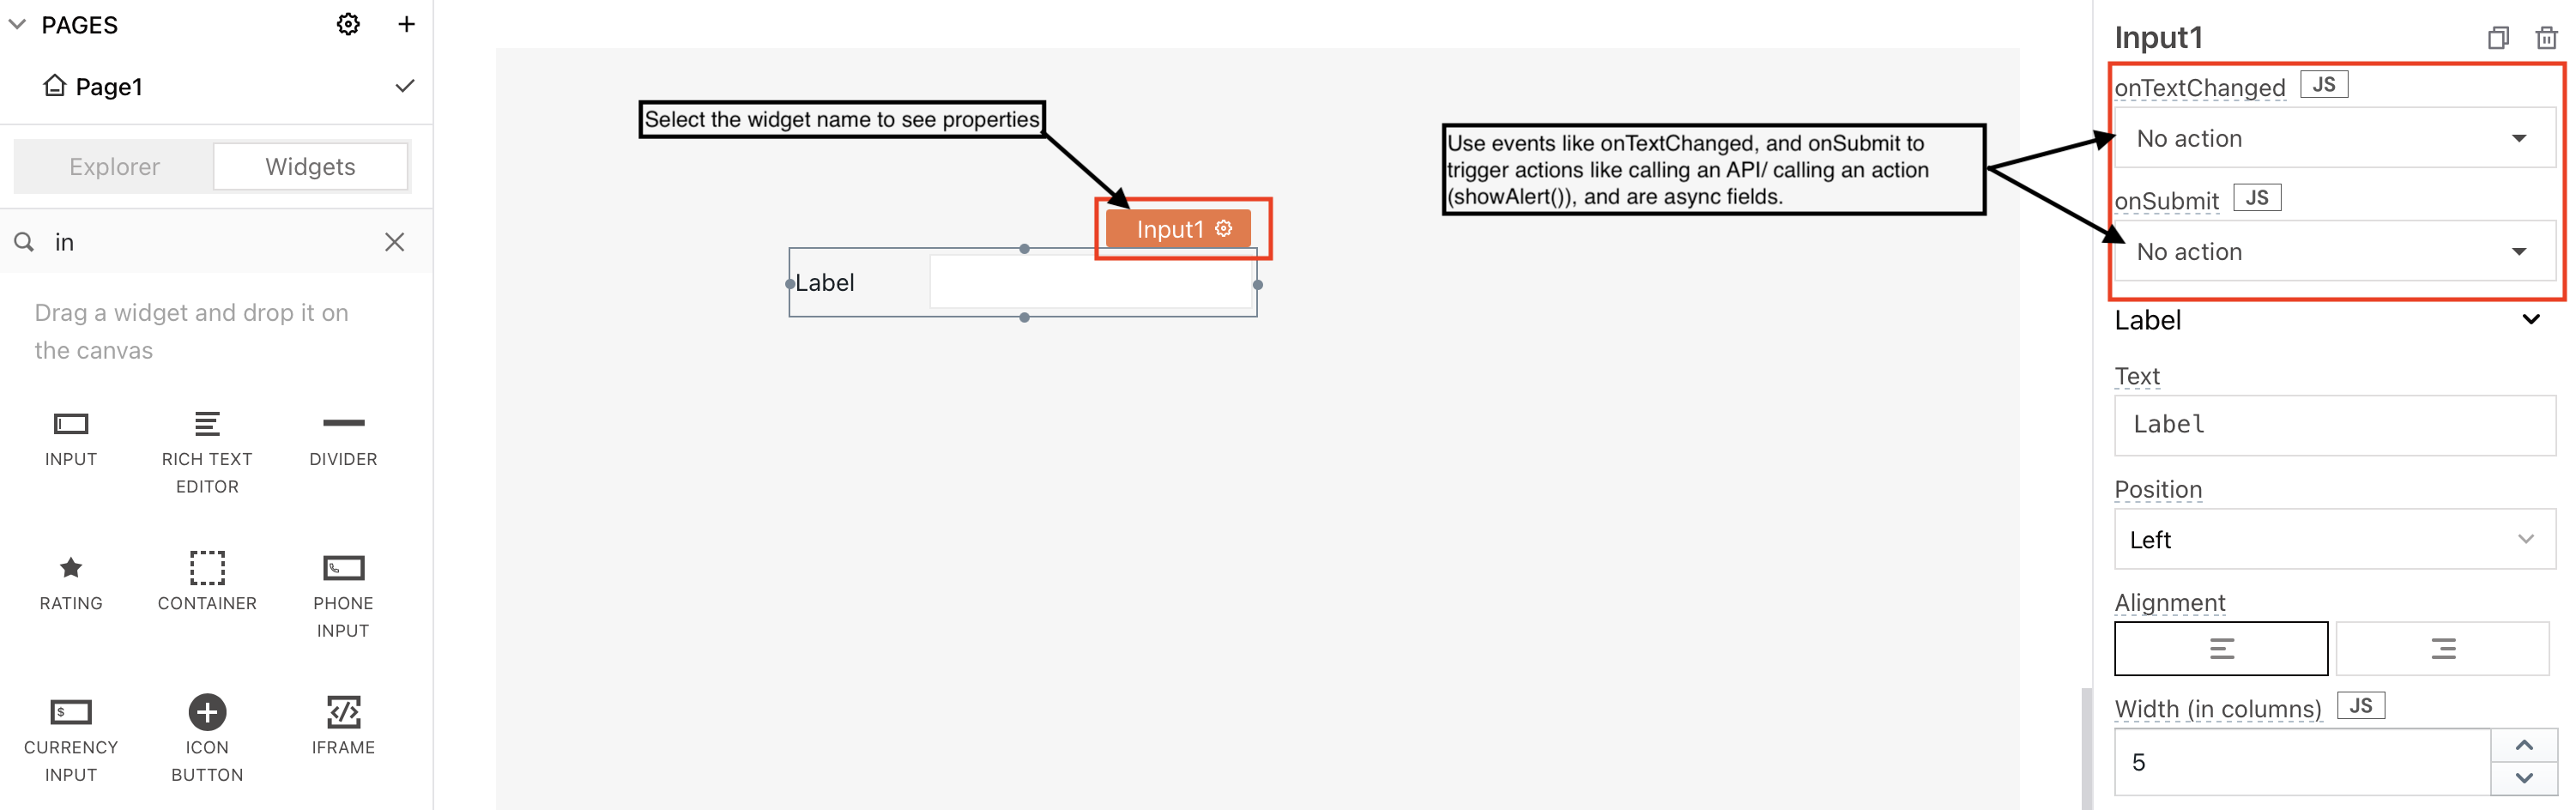 PAGES
Page1
Explorer
Widgets
in
Drag a widget and drop it on
the canvas
INPUT
RICH TEXT
EDITOR
DIVIDER
RATING
CONTAINER
PHONE
INPUT
$
CURRENCY
INPUT
ICON
BUTTON
IFRAME
Select the widget name to see properties
Input1
Label
Use events like onTextChanged, and onSubmit to
trigger actions like calling an API/ calling an action
(showAlert()), and are async fields.
Input1
onTextChanged JS
No action
onSubmit JS
No action
Label
Text
Label
Position
Left
Alignment
Width (in columns) JS
5